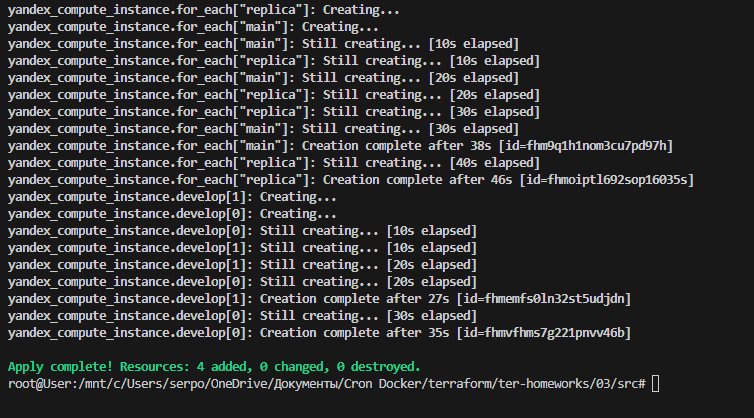 yandex_compute_instance.for_each["replica"]: Creating...
yandex_compute_instance.for_each["main"]: Creating...
yandex_compute_instance.for_each["main"]: Still creating... [10s elapsed]
yandex_compute_instance.for_each["replica"]: Still creating... [10s elapsed]
yandex_compute_instance.for_each["main"]: Still creating... [20s elapsed]
yandex_compute_instance.for_each["replica"]: Still creating... [20s elapsed]
yandex_compute_instance.for_each["replica"]: Still creating... [30s elapsed]
yandex_compute_instance.for_each["main"]: Still creating... [30s elapsed]
yandex_compute_instance.for_each["main"]: Creation complete after 38s [id=fhm9q1h1nom3cu7pd97h]
yandex_compute_instance.for_each["replica"]: Still creating... [40s elapsed]
yandex_compute_instance.for_each["replica"]: Creation complete after 46s [id=fhmoiptl692sop16035s]
yandex_compute_instance.develop[1]: Creating...
yandex_compute_instance.develop[0]: Creating...
yandex_compute_instance.develop[0]: Still creating... [10s elapsed]
yandex_compute_instance.develop[1]: Still creating... [10s elapsed]
yandex_compute_instance.develop[1]: Still creating... [20s elapsed]
yandex_compute_instance.develop[0]: Still creating... [20s elapsed]
yandex_compute_instance.develop[1]: Creation complete after 27s [id=fhmemfs0ln32st5udjdn]
yandex_compute_instance.develop[0]: Still creating... [30s elapsed]
yandex_compute_instance.develop[0]: Creation complete after 35s [id=fhmvfhms7g221pnvv46b]
Apply complete! Resources: 4 added, 0 changed, 0 destroyed.
root@User:/mnt/c/Users/serpo/OneDrive/Документы/Cron Docker/terraform/ter-homeworks/03/src#